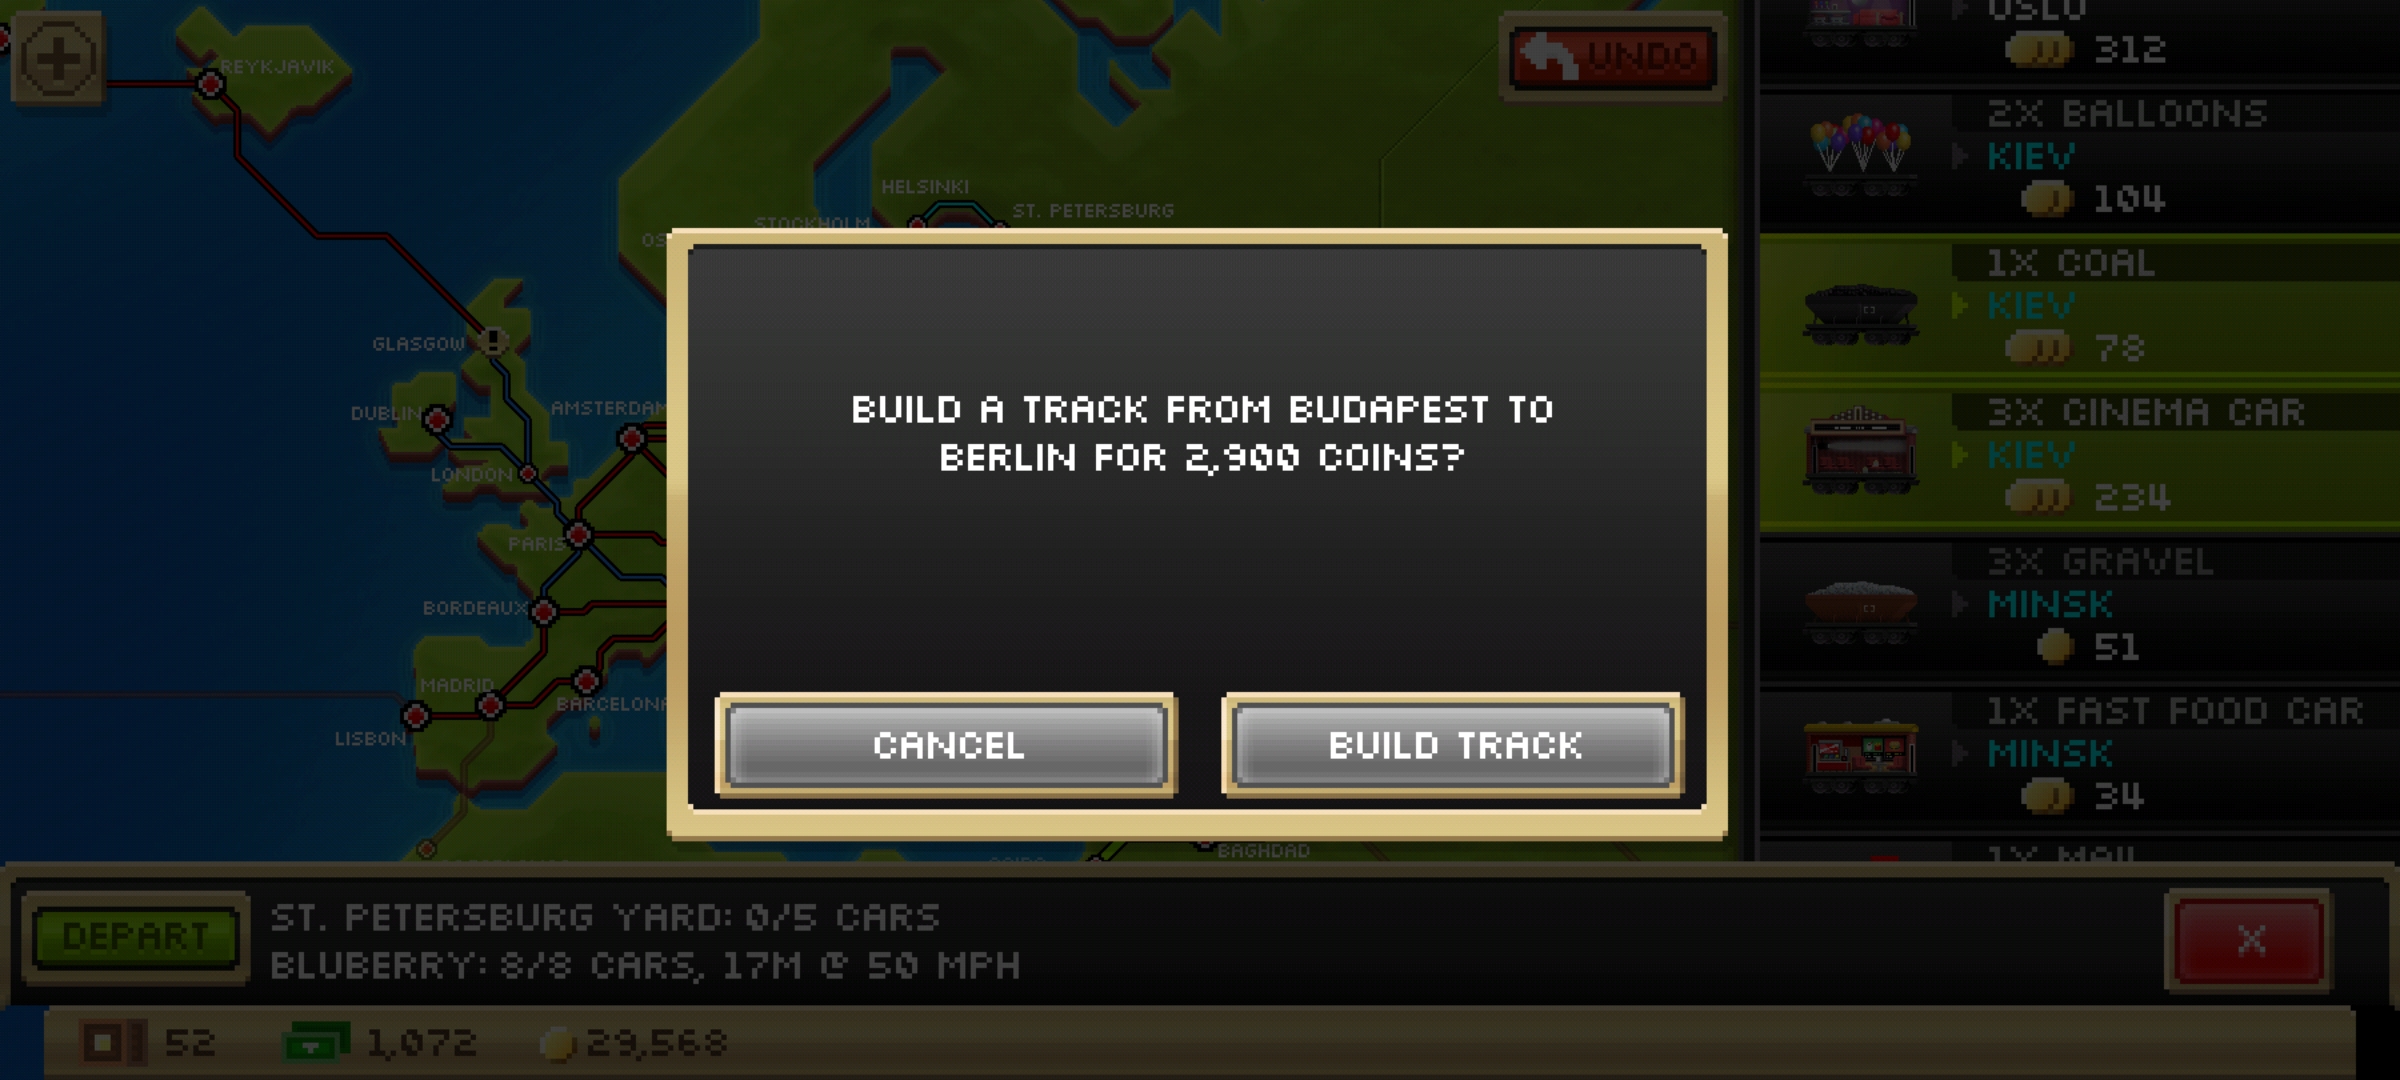 REYKJAVIK
UNDO
OSLO
312
2X BALLOONS
KIEV
104
HELSINKI
ST. PETERSBURG
STOCKHOLM
1X COAL
KIEV
78
GLASGOW
DUBLIN
AMSTERDAM
LONDON
PARIS
BORDEAUX
MADRID
BARCELONA
LISBON
BUILD A TRACK FROM BUDAPEST TO
BERLIN FOR 2,900 COINS?
CANCEL
BUILD TRACK
3X CINEMA CAR
KIEV
234
3X GRAVEL
MINSK
51
1X FAST FOOD CAR
MINSK
34
1X MAIL
BAGHDAD
DEPART
ST. PETERSBURG YARD: 0/5 CARS
BLUBERRY: 8/8 CARS, 17M @ 50 MPH
X
52
1,072
29,568